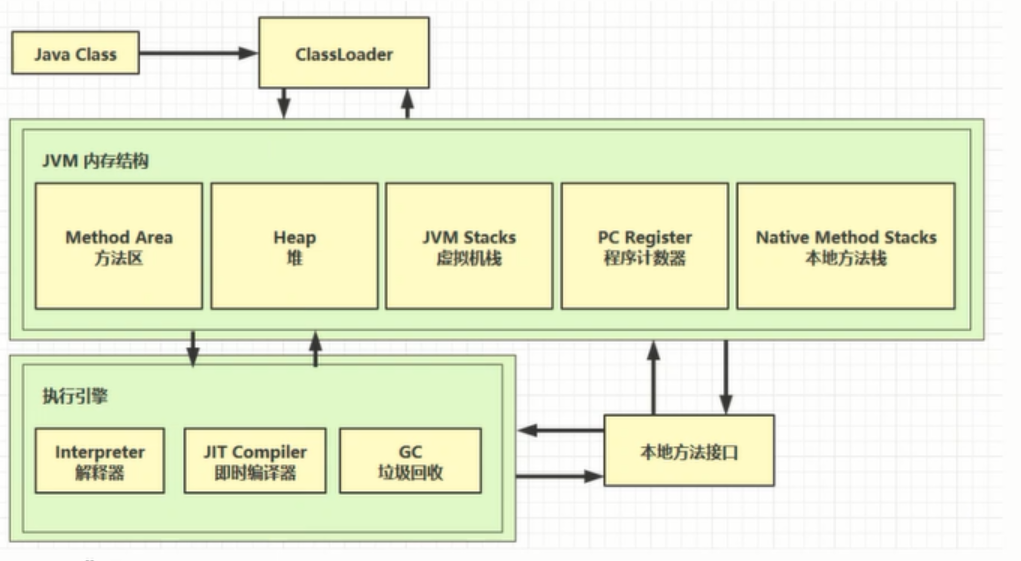 Java Class
ClassLoader
JVM 内存结构
Method Area
方法区
Heap
堆
JVM Stacks
虚拟机栈
PC Register
程序计数器
Native Method Stacks
本地方法栈
执行引擎
Interpreter
解释器
JIT Compiler
即时编译器
GC
垃圾回收
本地方法接口